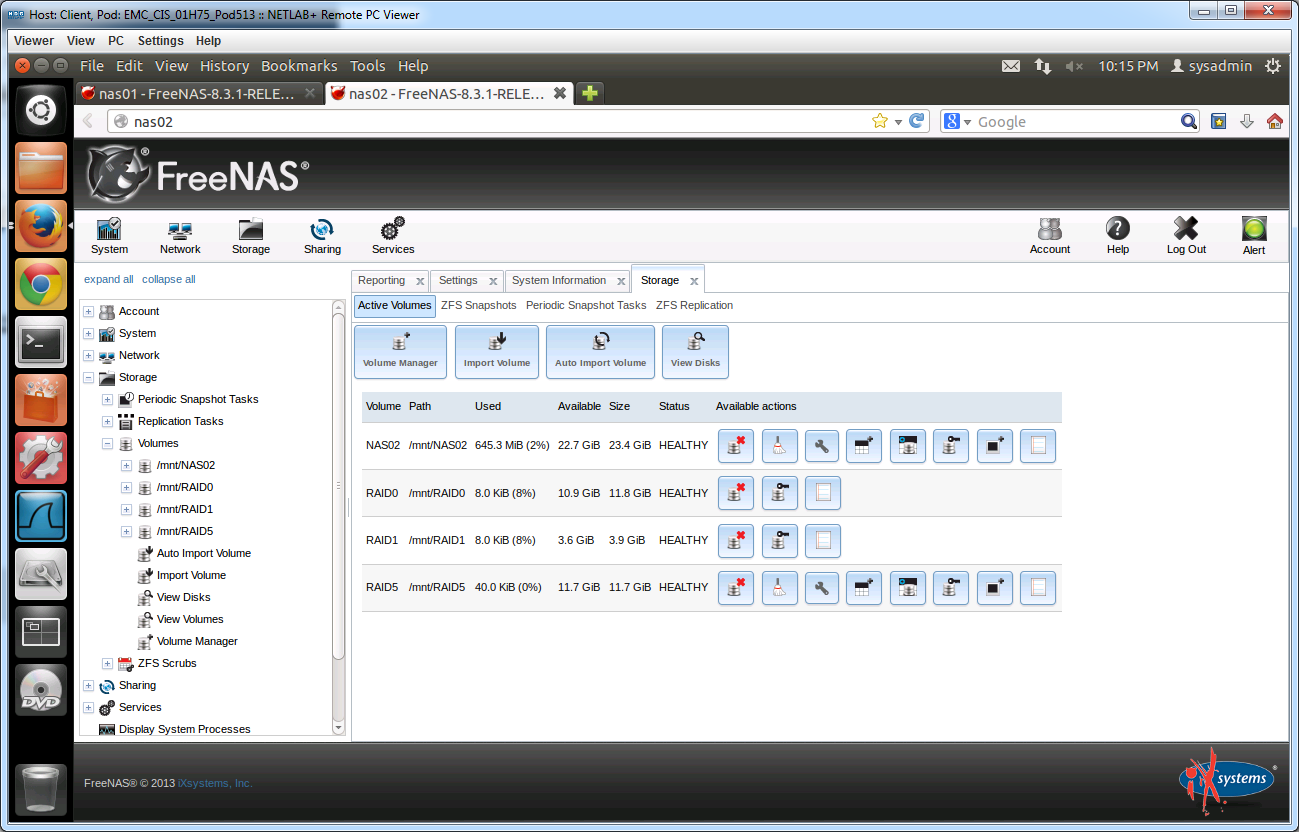 Host: Client, Pod: EMC_CIS_01H75_Pod513 :: NETLAB+ Remote PC Viewer
Viewer View PC Settings Help
File Edit View History Bookmarks Tools Help 10:15 PM sysadmin
nas01 - FreeNAS-8.3.1-RELE... nas02 - FreeNAS-8.3.1-RELE...
nas02 8 Google
FreeNAS®
System Network Storage Sharing Services Account Help Log Out Alert
expand all collapse all
Reporting Settings System Information Storage
Active Volumes ZFS Snapshots Periodic Snapshot Tasks ZFS Replication
Volume Manager Import Volume Auto Import Volume View Disks
Account
System
Network
Storage
Periodic Snapshot Tasks
Replication Tasks
Volumes
/mnt/NAS02
/mnt/RAID0
/mnt/RAID1
/mnt/RAID5
Auto Import Volume
Import Volume
View Disks
View Volumes
Volume Manager
ZFS Scrubs
Sharing
Services
Display System Processes
Volume Path Used Available Size Status Available actions
NAS02 /mnt/NAS02 645.3 MiB (2%) 22.7 GiB 23.4 GiB HEALTHY
RAID0 /mnt/RAID0 8.0 KiB (8%) 10.9 GiB 11.8 GiB HEALTHY
RAID1 /mnt/RAID1 8.0 KiB (8%) 3.6 GiB 3.9 GiB HEALTHY
RAID5 /mnt/RAID5 40.0 KiB (0%) 11.7 GiB 11.7 GiB HEALTHY
DVD
FreeNAS® © 2013 iXsystems, Inc.
iXsystems®